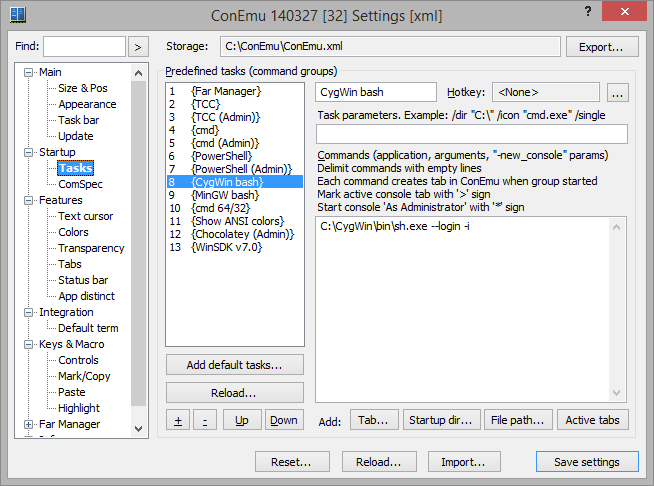 ConEmu 140327 [32] Settings [xml]
?
Find:
>
Storage:
C:\ConEmu\ConEmu.xml
Export...
Main
Size & Pos
Appearance
Task bar
Update
Startup
Tasks
ComSpec
Features
Text cursor
Colors
Transparency
Tabs
Status bar
App distinct
Integration
Default term
Keys & Macro
Controls
Mark/Copy
Paste
Highlight
Far Manager
Predefined tasks (command groups)
1 {Far Manager}
2 {TCC}
3 {TCC (Admin)}
4 {cmd}
5 {cmd (Admin)}
6 {PowerShell}
7 {PowerShell (Admin)}
8 {CygWin bash}
9 {MinGW bash}
10 {cmd 64/32}
11 {Show ANSI colors}
12 {Chocolatey (Admin)}
13 {WinSDK v7.0}
Add default tasks...
Reload...
+ - Up Down
CygWin bash
Hotkey:
<None>
...
Task parameters. Example: /dir "C:\" /icon "cmd.exe" /single
Commands (application, arguments, "-new_console" params)
Delimit commands with empty lines
Each command creates tab in ConEmu when group started
Mark active console tab with '>' sign
Start console 'As Administrator' with '*' sign
C:\CygWin\bin\sh.exe --login -i
Add: Tab... Startup dir... File path... Active tabs
Reset... Reload... Import... Save settings